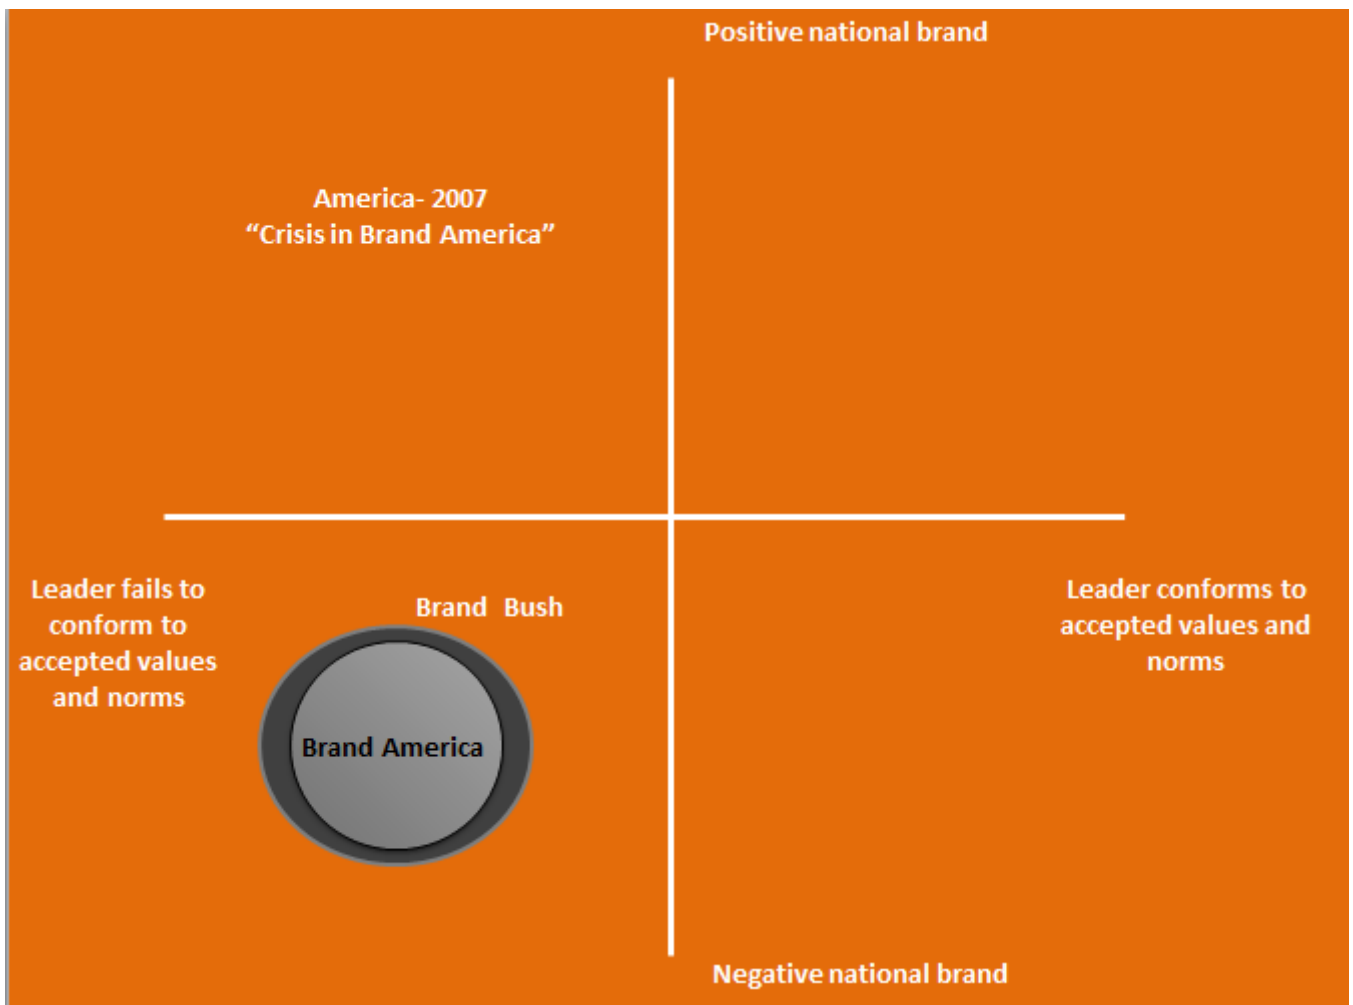 Positive national brand
America- 2007
“Crisis in Brand America”
Leader fails to
conform to
accepted values
and norms
Brand Bush
Brand America
Leader conforms to
accepted values and
norms
Negative national brand